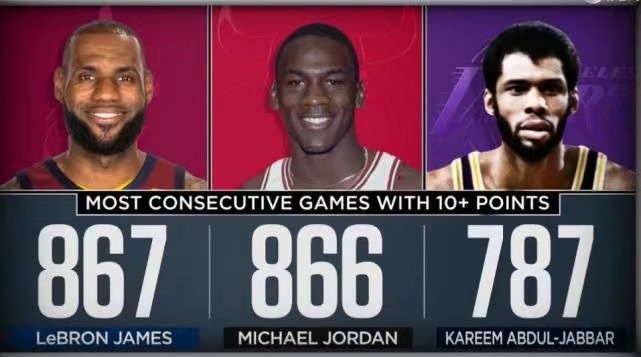 MOST CONSECUTIVE GAMES WITH 10+ POINTS
867
866
787
LeBRON JAMES
MICHAEL JORDAN
KAREEM ABDUL-JABBAR